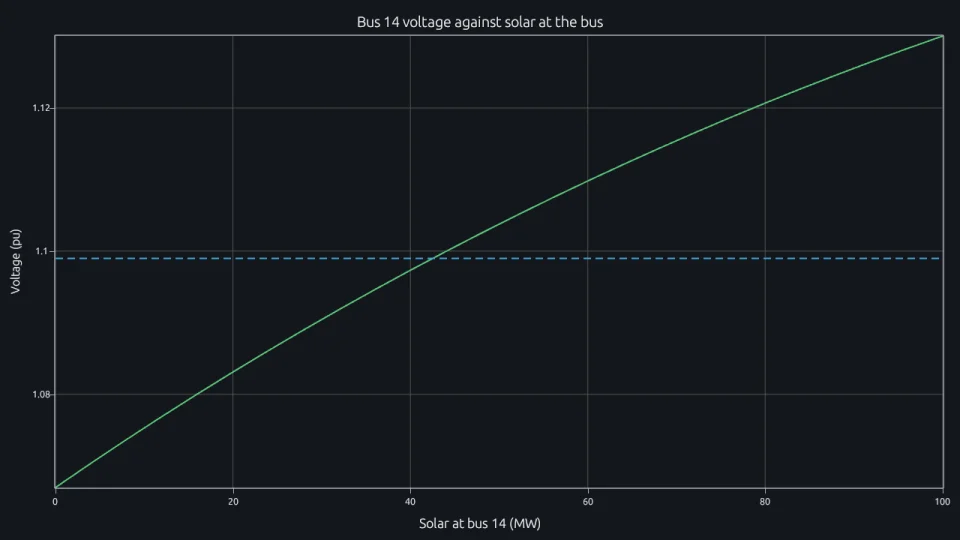 Bus 14 voltage against solar at the bus
1.12
1.1
1.08
Voltage (pu)
0 20 40 60 80 100
Solar at bus 14 (MW)